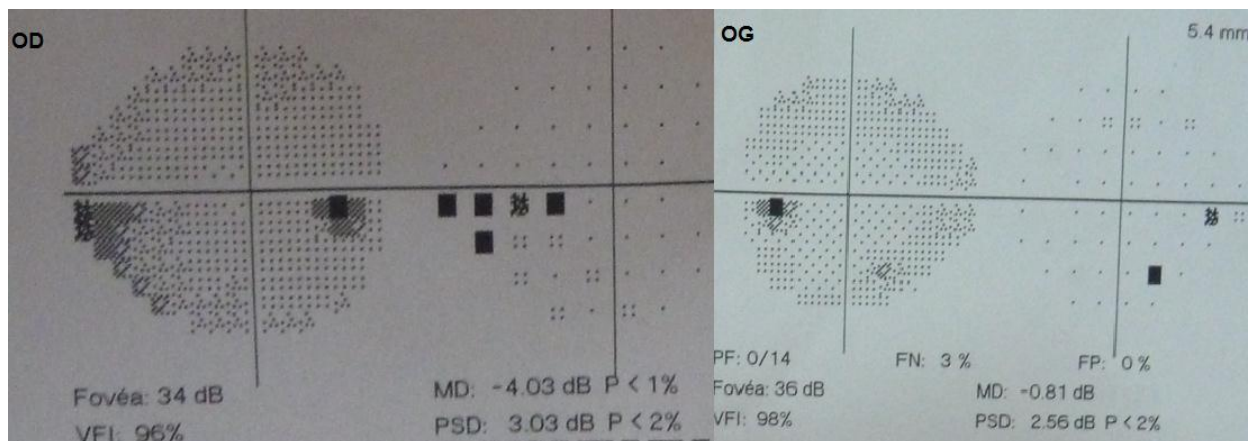 OD
Fovéa: 34 dB
VFI: 96%
MD: -4.03 dB P < 1%
PSD: 3.03 dB P < 2%
OG
5.4 mm
PF: 0/14 FN: 3 % FP: 0 %
Fovéa: 36 dB
VFI: 98%
MD: -0.81 dB
PSD: 2.56 dB P < 2%